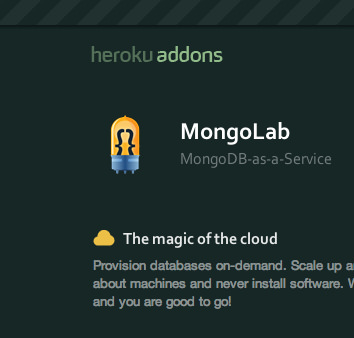 heroku addons
MongoLab
MongoDB-as-a-Service
The magic of the cloud
Provision databases on-demand. Scale up
about machines and never install software.
and you are good to go!